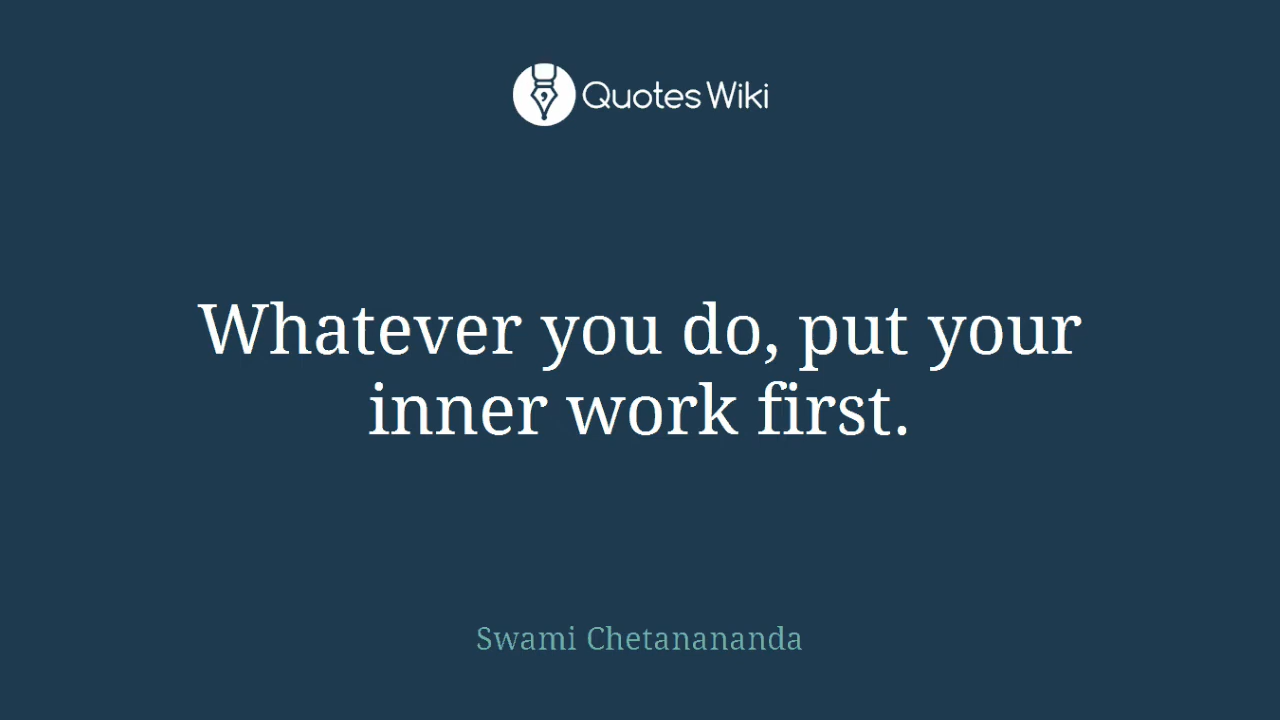 Quotes Wiki
Whatever you do, put your
inner work first.
Swami Chetanananda